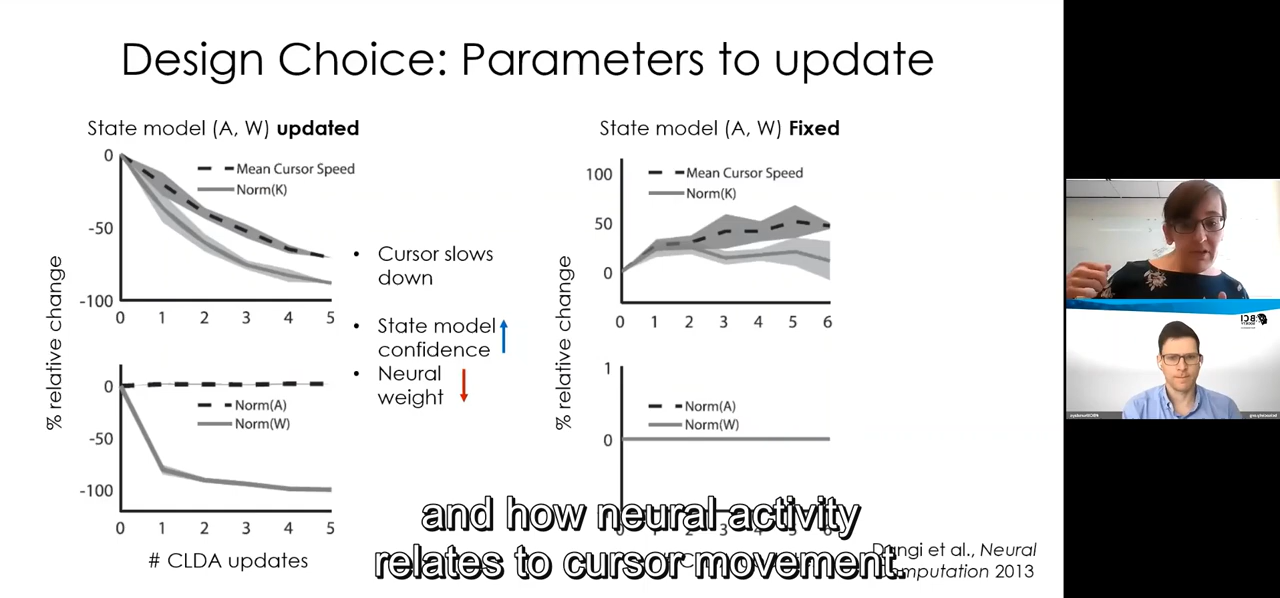 Design Choice: Parameters to update
State model (A, W) updated
0
-50
-100
Mean Cursor Speed
Norm(K)
0 1 2 3 4 5
% relative change
0
-50
-100
Norm(A)
Norm(W)
0 1 2 3 4 5
# CLDA updates
• Cursor slows
down
• State model
confidence
• Neural
weight
State model (A, W) Fixed
100
50
0
Mean Cursor Speed
Norm(K)
0 1 2 3 4 5 6
% relative change
1
0
Norm(A)
Norm(W)
and how neural activity
relates to cursor movement.
et al., Neural
2013
BCI